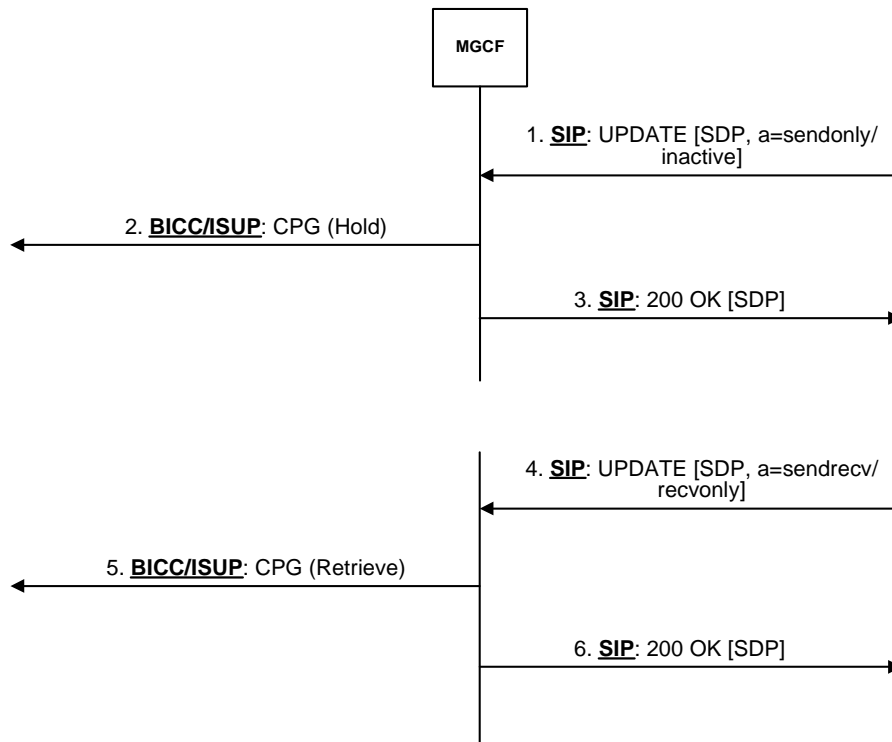 MGCF
1. SIP: UPDATE [SDP, a=sendonly/
inactive]
2. BICC/ISUP: CPG (Hold)
3. SIP: 200 OK [SDP]
4. SIP: UPDATE [SDP, a=sendrecv/
recvonly]
5. BICC/ISUP: CPG (Retrieve)
6. SIP: 200 OK [SDP]